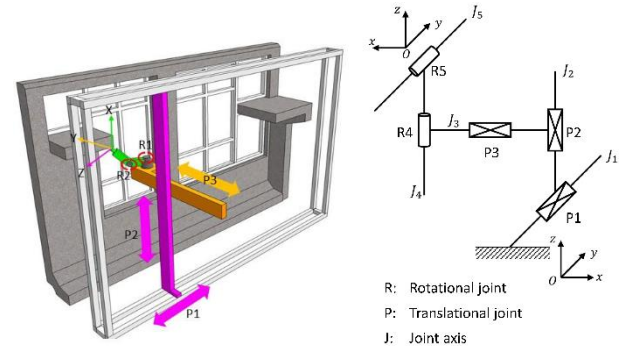 X
Y
Z
R1
R2
P3
P2
P1
z
J5
y
x
O
R5
J2
R4
J3
P3
P2
J1
J4
P1
z
y
O
x
R: Rotational joint
P: Translational joint
J: Joint axis